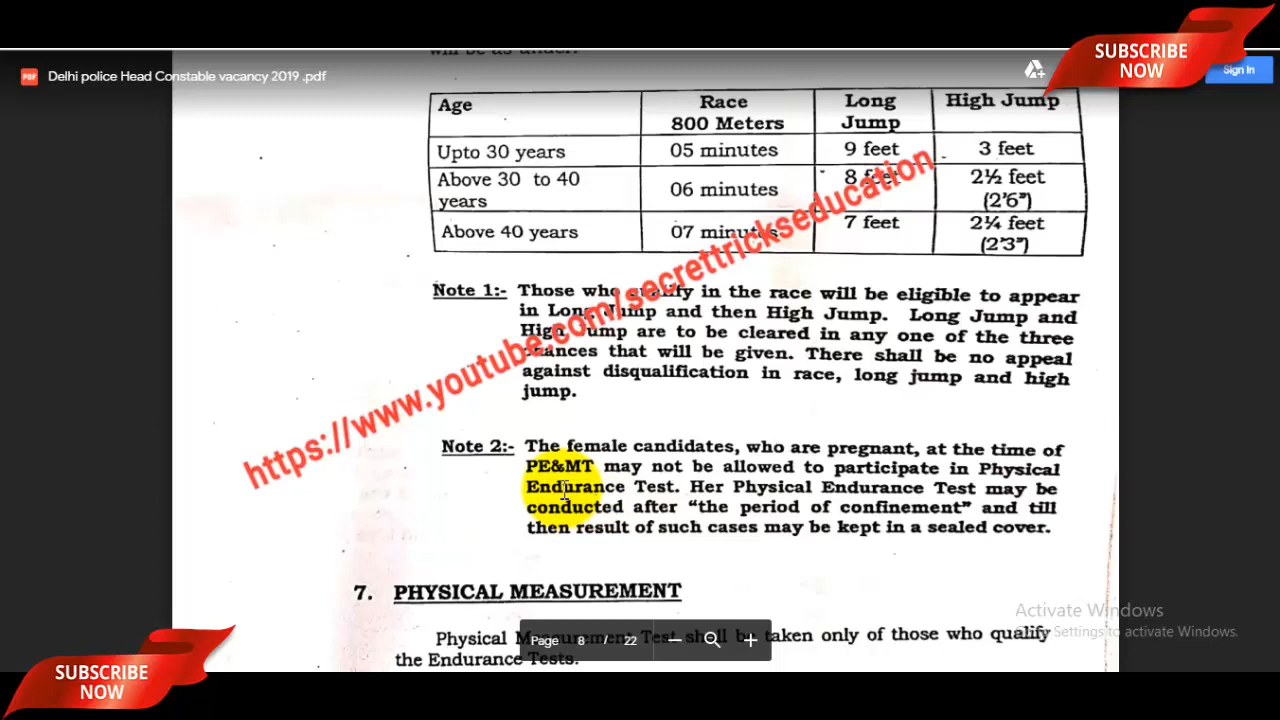 SUBSCRIBE
NOW
Sign In
PDF
Delhi police Head Constable vacancy 2019 .pdf
will be as under:
Age
Race
800 Meters
Long
Jump
High Jump
Upto 30 years
05 minutes
9 feet
3 feet
Above 30 to 40
years
06 minutes
8 feet
2½ feet
(2'6")
Above 40 years
07 minutes
7 feet
2¼ feet
(2'3")
https://www.youtube.com/secrettrickseducation
Note 1:- Those who qualify in the race will be eligible to appear
in Long Jump and then High Jump. Long Jump and
High Jump are to be cleared in any one of the three
chances that will be given. There shall be no appeal
against disqualification in race, long jump and high
jump.
Note 2:- The female candidates, who are pregnant, at the time of
PE&MT may not be allowed to participate in Physical
Endurance Test. Her Physical Endurance Test may be
conducted after "the period of confinement" and till
then result of such cases may be kept in a sealed cover.
7. PHYSICAL MEASUREMENT
Physical Measurement Test shall be taken only of those who qualify
the Endurance Tests.
Page 8 / 22
Activate Windows
Settings to activate Windows.
SUBSCRIBE
NOW